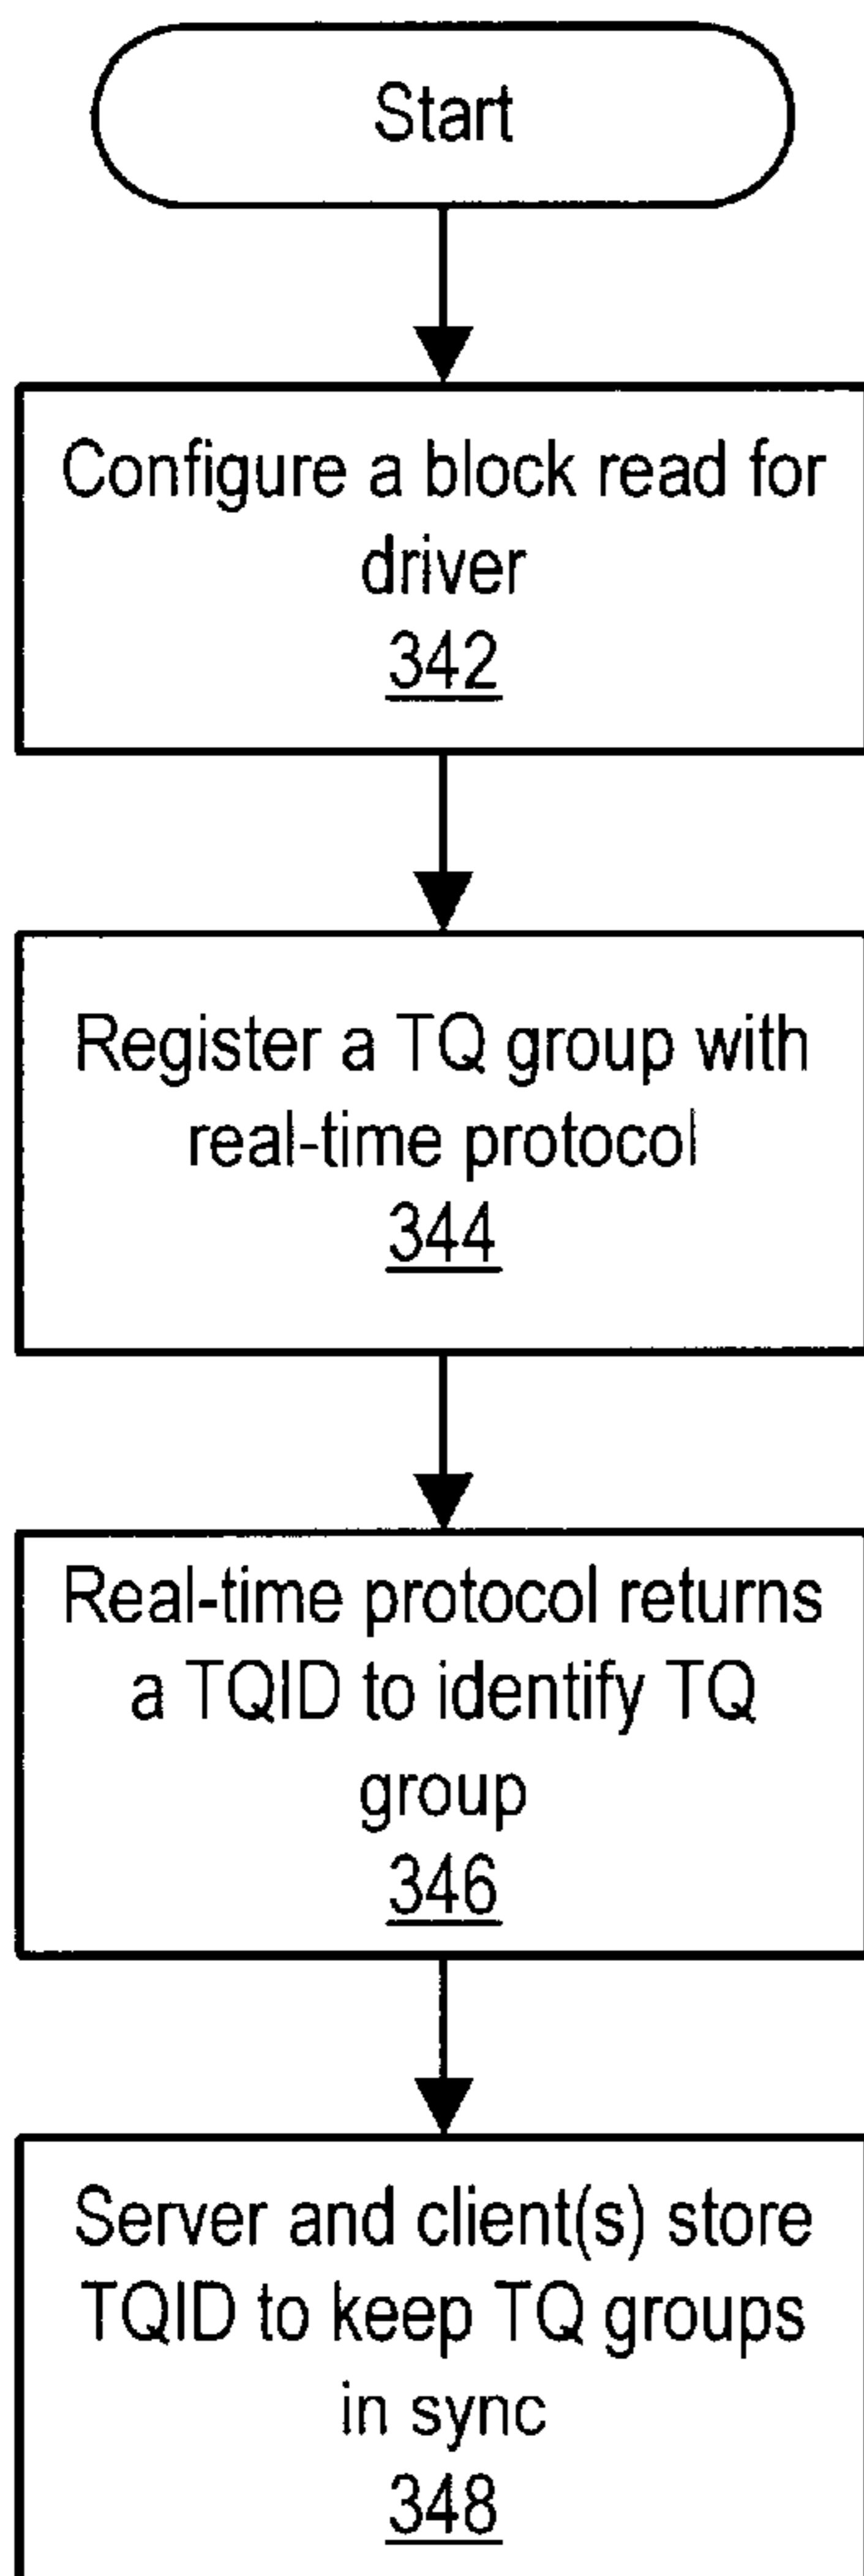 Start
Configure a block read for
driver
342
Register a TQ group with
real-time protocol
344
Real-time protocol returns
a TQID to identify TQ
group
346
Server and client(s) store
TQID to keep TQ groups
in sync
348